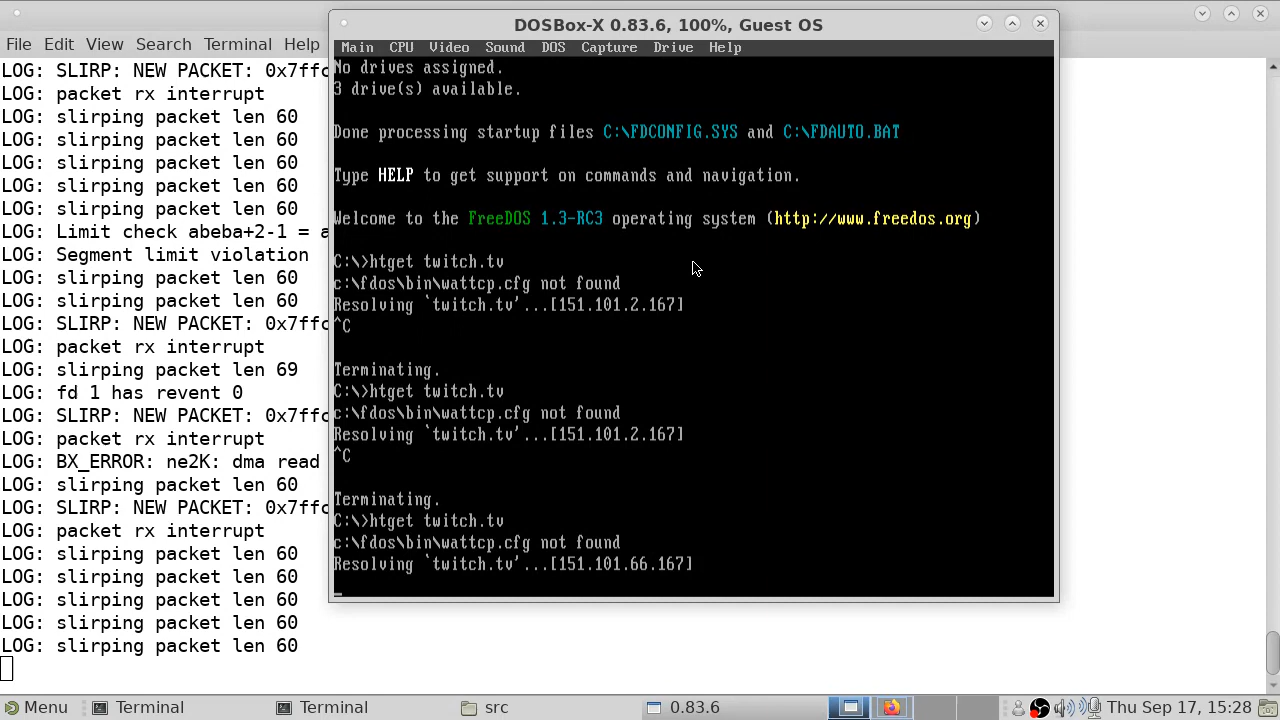 DOSBox-X 0.83.6, 100%, Guest OS
File Edit View Search Terminal Help
Main CPU Video Sound DOS Capture Drive Help
LOG: SLIRP: NEW PACKET: 0x7ffc
LOG: packet rx interrupt
LOG: slirping packet len 60
LOG: slirping packet len 60
LOG: slirping packet len 60
LOG: slirping packet len 60
LOG: slirping packet len 60
LOG: Limit check abeba+2-1 = a
LOG: Segment limit violation
LOG: slirping packet len 60
LOG: slirping packet len 60
LOG: SLIRP: NEW PACKET: 0x7ffc
LOG: packet rx interrupt
LOG: slirping packet len 69
LOG: fd 1 has revent 0
LOG: SLIRP: NEW PACKET: 0x7ffc
LOG: packet rx interrupt
LOG: BX_ERROR: ne2K: dma read
LOG: slirping packet len 60
LOG: SLIRP: NEW PACKET: 0x7ffc
LOG: packet rx interrupt
LOG: slirping packet len 60
LOG: slirping packet len 60
LOG: slirping packet len 60
LOG: slirping packet len 60
LOG: slirping packet len 60
No drives assigned.
3 drive(s) available.
Done processing startup files C:\FDCONFIG.SYS and C:\FDAUTO.BAT
Type HELP to get support on commands and navigation.
Welcome to the FreeDOS 1.3-RC3 operating system (http://www.freedos.org)
C:\>htget twitch.tv
c:\fdos\bin\wattcp.cfg not found
Resolving `twitch.tv'...[151.101.2.167]
^C
Terminating.
C:\>htget twitch.tv
c:\fdos\bin\wattcp.cfg not found
Resolving `twitch.tv'...[151.101.2.167]
^C
Terminating.
C:\>htget twitch.tv
c:\fdos\bin\wattcp.cfg not found
Resolving `twitch.tv'...[151.101.66.167]
Menu Terminal Terminal src 0.83.6 Thu Sep 17, 15:28